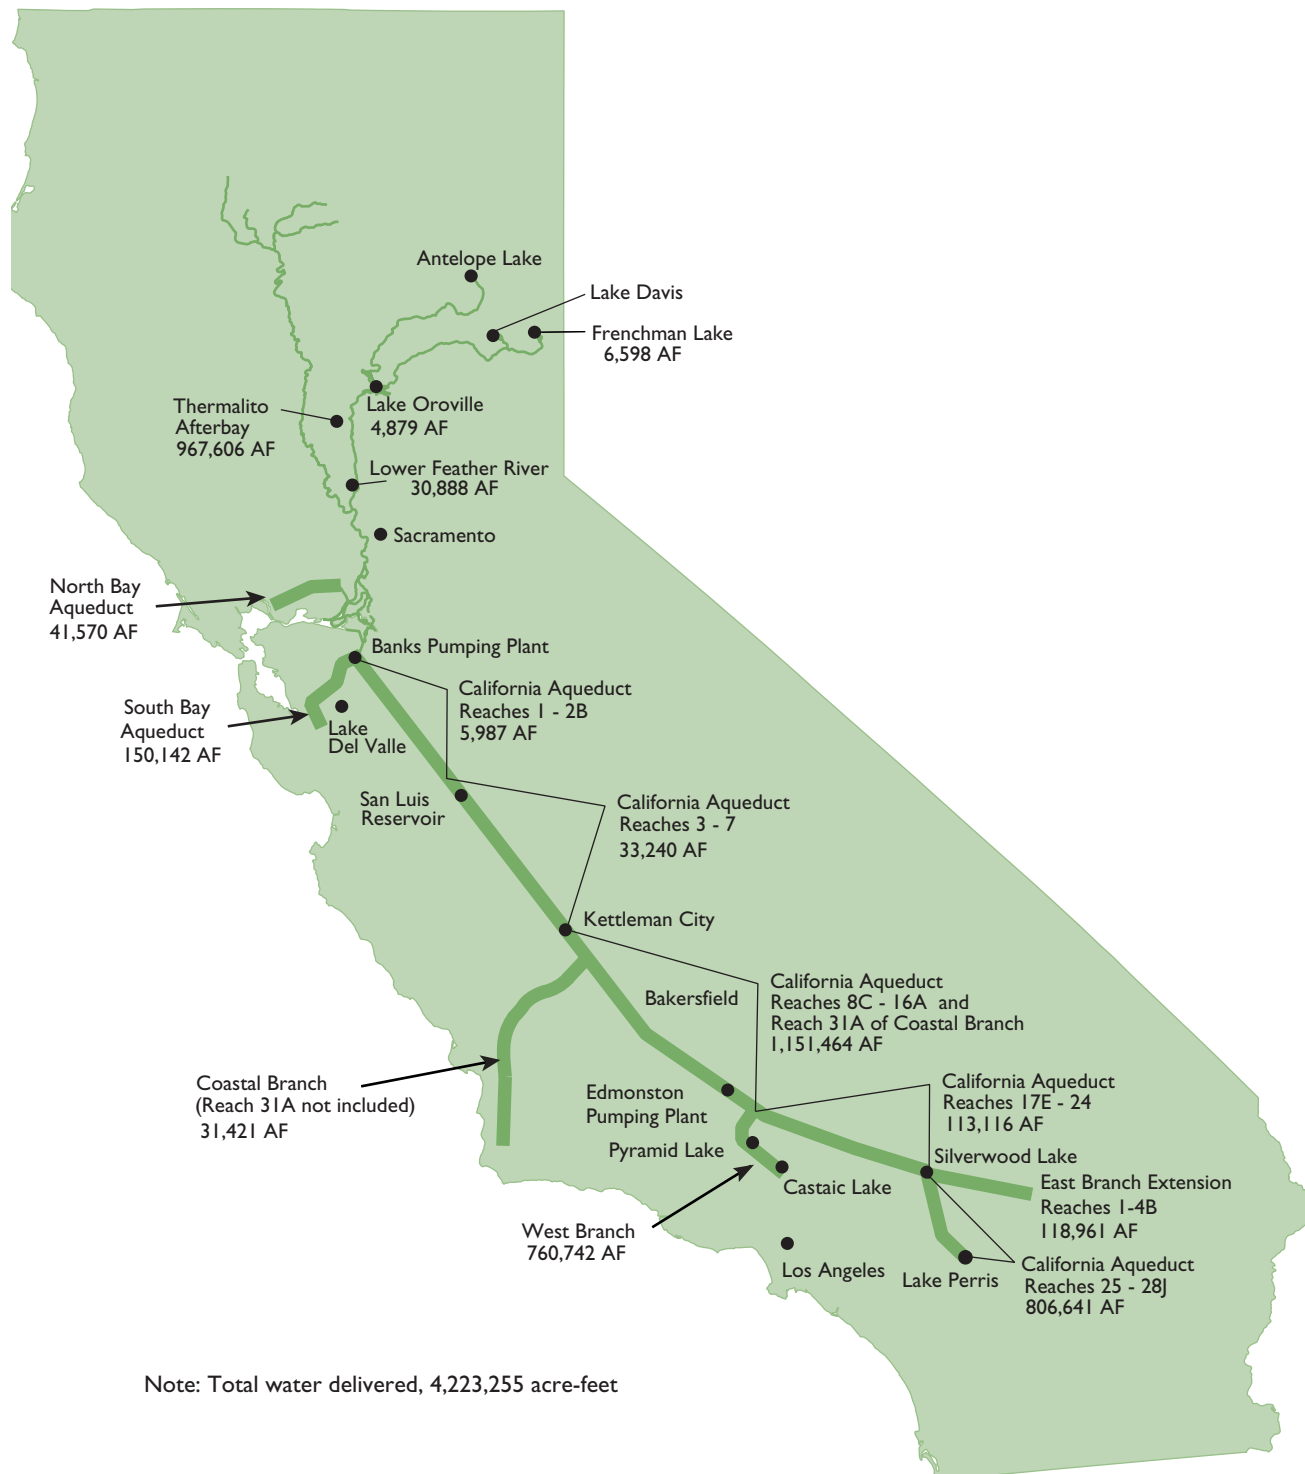 Antelope Lake
Lake Davis
Frenchman Lake
6,598 AF
Thermalito
Afterbay
967,606 AF
Lake Oroville
4,879 AF
Lower Feather River
30,888 AF
Sacramento
North Bay
Aqueduct
41,570 AF
Banks Pumping Plant
California Aqueduct
Reaches 1 - 2B
5,987 AF
South Bay
Aqueduct
150,142 AF
Lake
Del Valle
San Luis
Reservoir
California Aqueduct
Reaches 3 - 7
33,240 AF
Kettleman City
Bakersfield
California Aqueduct
Reaches 8C - 16A and
Reach 31A of Coastal Branch
1,151,464 AF
Coastal Branch
(Reach 31A not included)
31,421 AF
Edmonston
Pumping Plant
Pyramid Lake
California Aqueduct
Reaches 17E - 24
113,116 AF
Silverwood Lake
Castaic Lake
East Branch Extension
Reaches 1-4B
118,961 AF
West Branch
760,742 AF
Los Angeles
Lake Perris
California Aqueduct
Reaches 25 - 28J
806,641 AF
Note: Total water delivered, 4,223,255 acre-feet